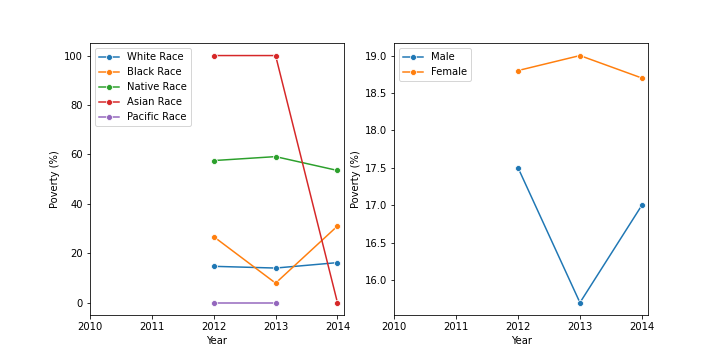 100
80
60
40
20
0
Poverty (%)
White Race
Black Race
Native Race
Asian Race
Pacific Race
2010 2011 2012 2013 2014
Year
19.0
18.5
18.0
17.5
17.0
16.5
16.0
Poverty (%)
Male
Female
2010 2011 2012 2013 2014
Year